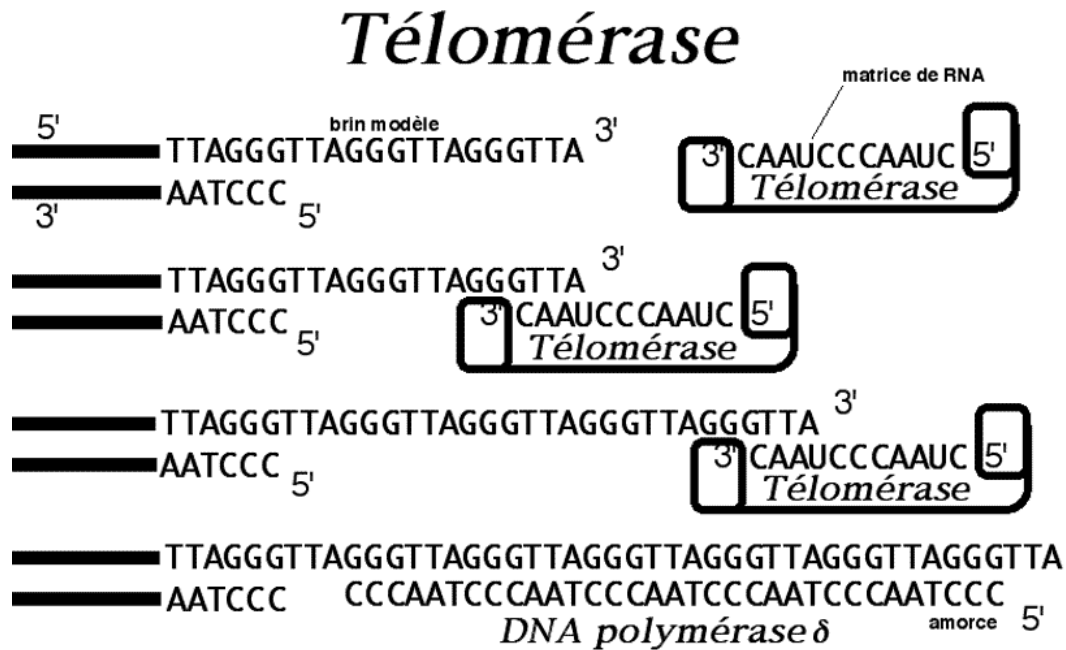 Télomérase
matrice de RNA
5'
brin modèle
3'
TTAGGGTTAGGGTTAGGGTTA
3' CAAUCCCAAUC 5'
AATCCC
Télomérase
3'
5'
3'
TTAGGGTTAGGGTTAGGGTTA
3' CAAUCCCAAUC 5'
AATCCC
5'
Télomérase
3'
TTAGGGTTAGGGTTAGGGTTAGGGTTAGGGTTA
3' CAAUCCCAAUC 5'
AATCCC
5'
Télomérase
TTAGGGTTAGGGTTAGGGTTAGGGTTAGGGTTAGGGTTAGGGTTA
AATCCC CCCAATCCCAATCCCAATCCCAATCCCAATCCC
5'
DNA polymérase δ
amorce